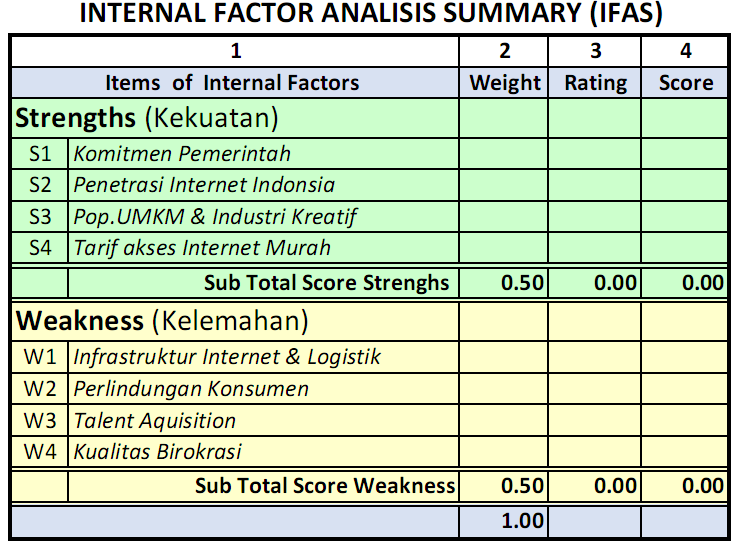 INTERNAL FACTOR ANALISIS SUMMARY (IFAS)
1 2 3 4
Items of Internal Factors Weight Rating Score
Strengths (Kekuatan)
S1 Komitmen Pemerintah
S2 Penetrasi Internet Indonsia
S3 Pop.UMKM & Industri Kreatif
S4 Tarif akses Internet Murah
Sub Total Score Strenghs 0.50 0.00 0.00
Weakness (Kelemahan)
W1 Infrastruktur Internet & Logistik
W2 Perlindungan Konsumen
W3 Talent Aquisition
W4 Kualitas Birokrasi
Sub Total Score Weakness 0.50 0.00 0.00
1.00